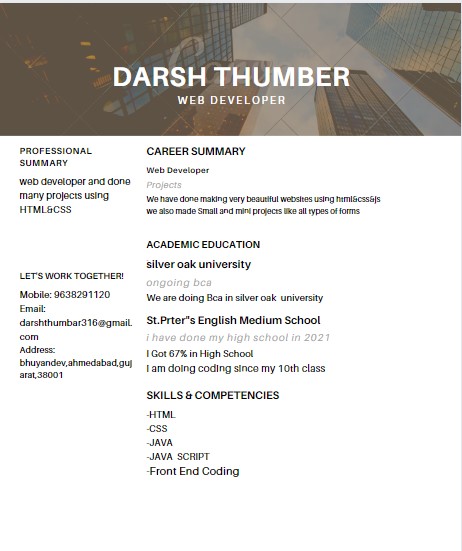 DARSH THUMBER
WEB DEVELOPER
PROFESSIONAL
SUMMARY
web developer and done
many projects using
HTML&CSS
LET'S WORK TOGETHER!
Mobile: 9638291120
Email:
darshthumbar316@gmail.
com
Address:
bhuyandev,ahmedabad,guj
arat,38001
CAREER SUMMARY
Web Developer
Projects
We have done making very beautiful websites using html&css&js
we also made Small and mini projects like all types of forms
ACADEMIC EDUCATION
silver oak university
ongoing bca
We are doing Bca in silver oak university
St.Prter"s English Medium School
i have done my high school in 2021
I Got 67% in High School
I am doing coding since my 10th class
SKILLS & COMPETENCIES
-HTML
-CSS
-JAVA
-JAVA SCRIPT
-Front End Coding